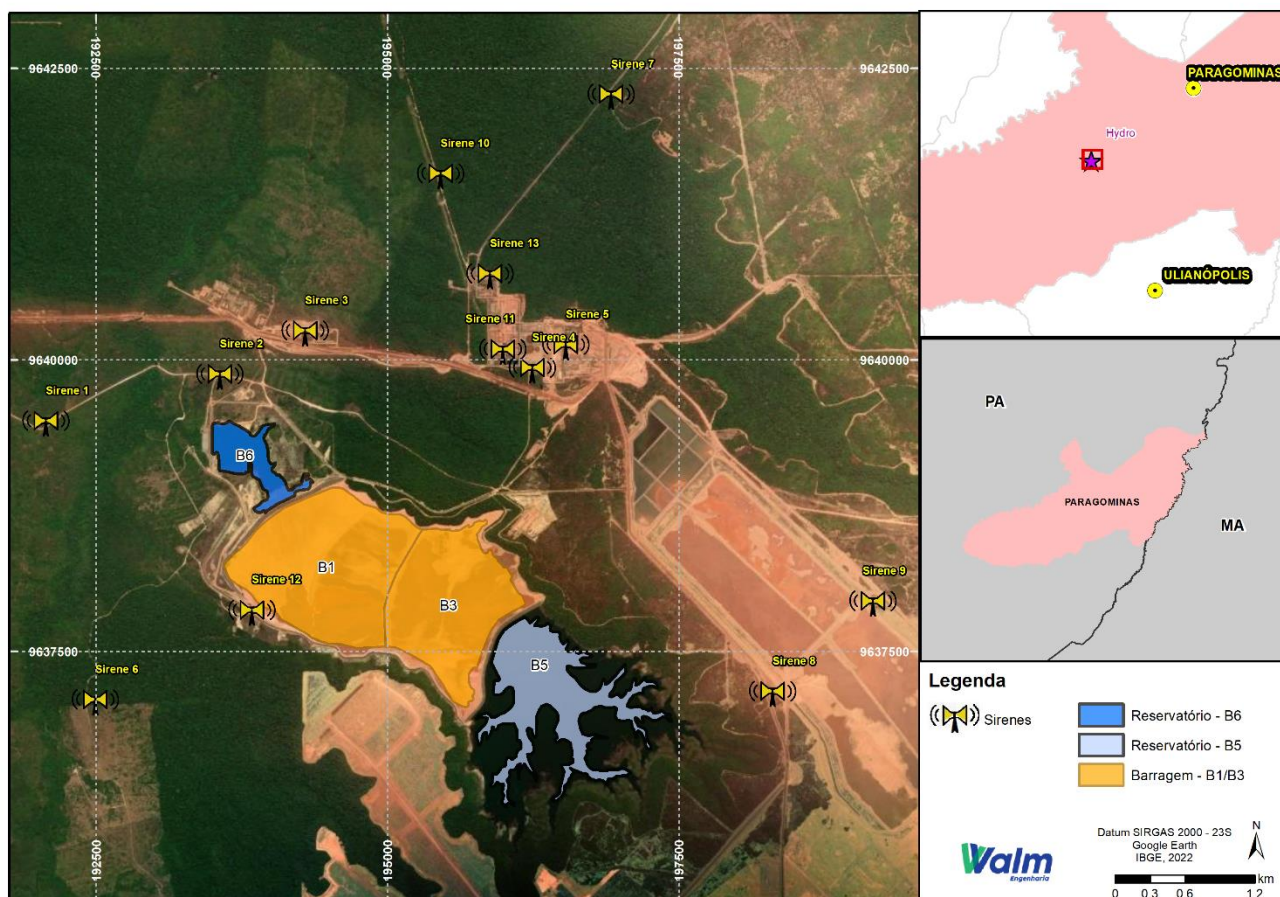 192500
195000
197500
9642500
9642500
Sirene 7
Sirene 10
Sirene 13
Sirene 3
Sirene 11
Sirene 5
Sirene 4
Sirene 2
9640000
9640000
Sirene 1
B6
Sirene 12
B1
B3
Sirene 9
9637500
9637500
B5
Sirene 8
Sirene 6
192500
195000
197500
PARAGOMINAS
Hydro
ULIANÓPOLIS
PA
PARAGOMINAS
MA
Legenda
Sirenes
Reservatório - B6
Reservatório - B5
Barragem - B1/B3
Walm
Engenharia
Datum SIRGAS 2000 - 23S
Google Earth
IBGE, 2022
N
km
0 0.3 0.6 1.2